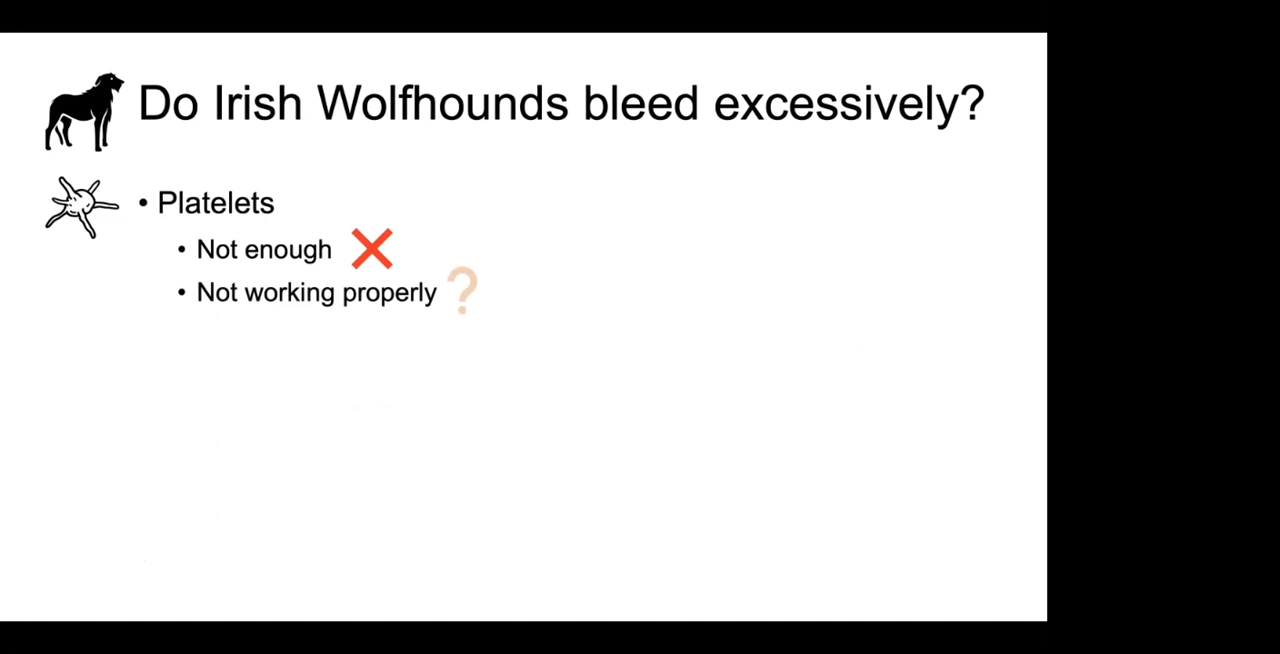 Do Irish Wolfhounds bleed excessively?
• Platelets
• Not enough ❌
• Not working properly ?